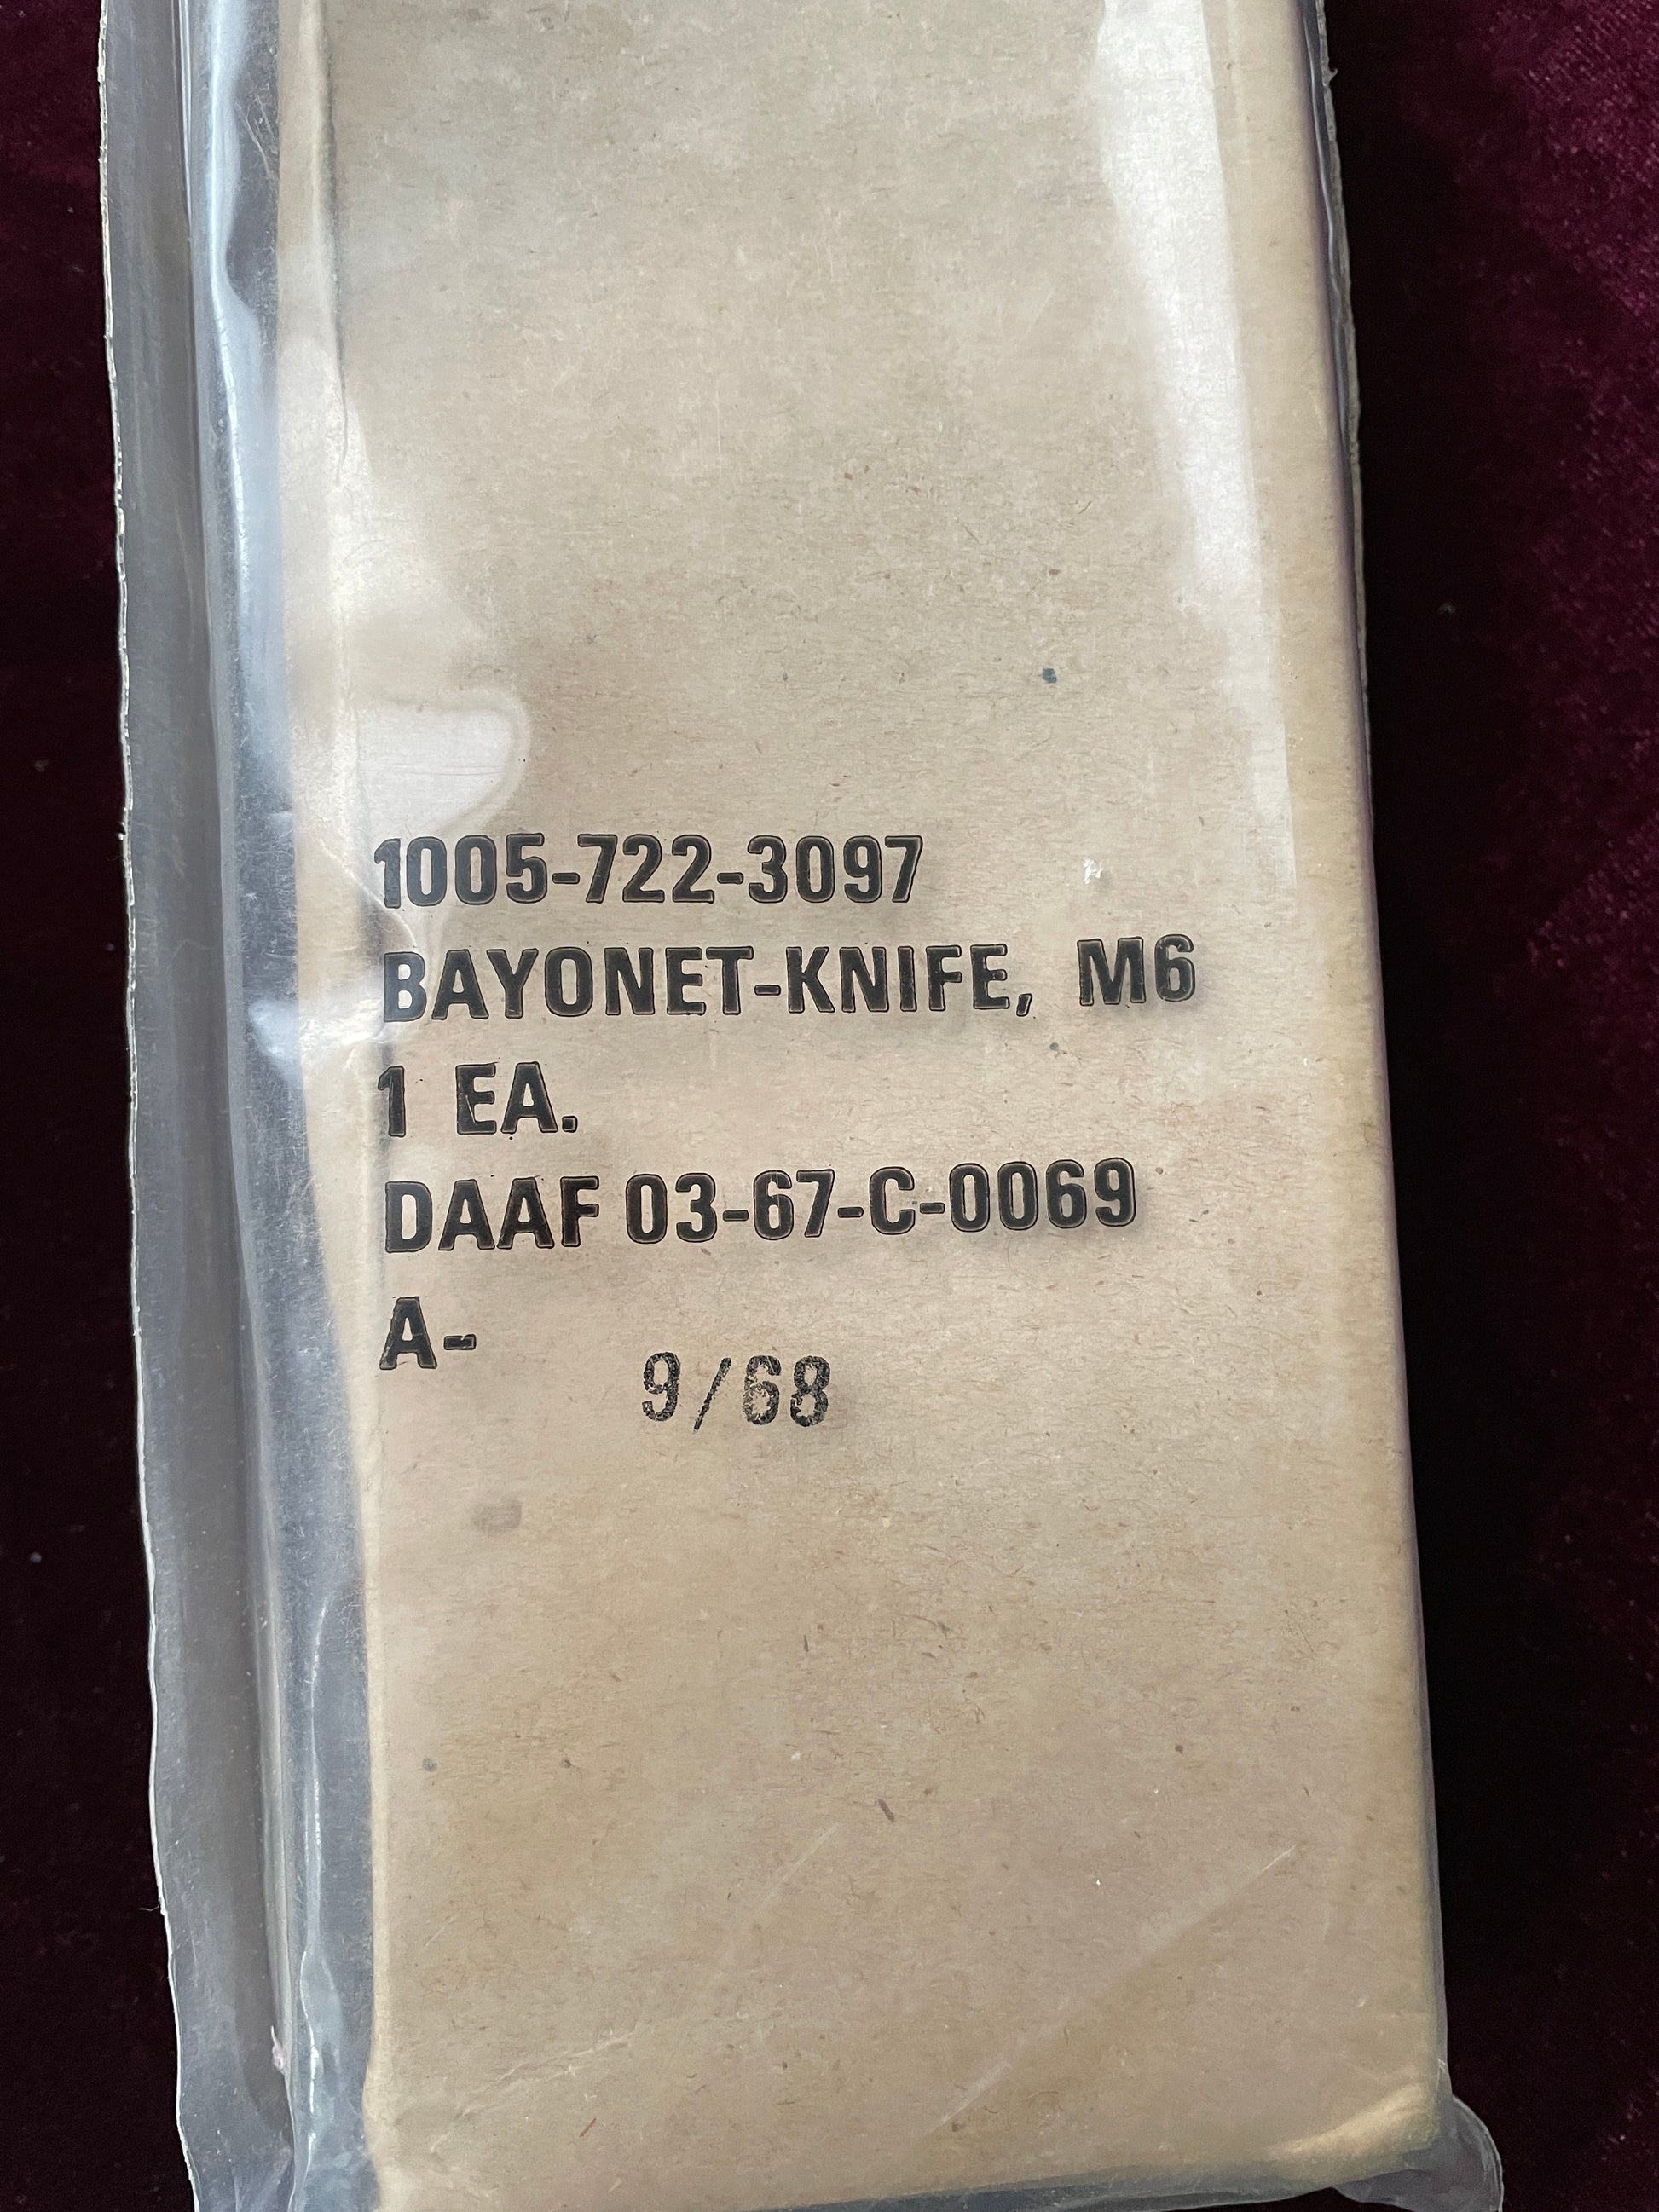 1005-722-3097
BAYONET-KNIFE, M6
1 EA.
DAAF 03-67-C-0069
A-
9/68